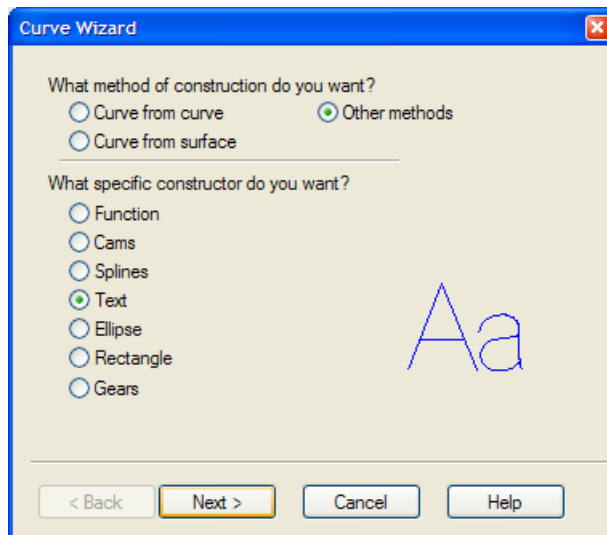 Curve Wizard
What method of construction do you want?
Curve from curve Other methods
Curve from surface
What specific constructor do you want?
Function
Cams
Splines
Text
Ellipse
Rectangle
Gears
Aa
< Back Next > Cancel Help